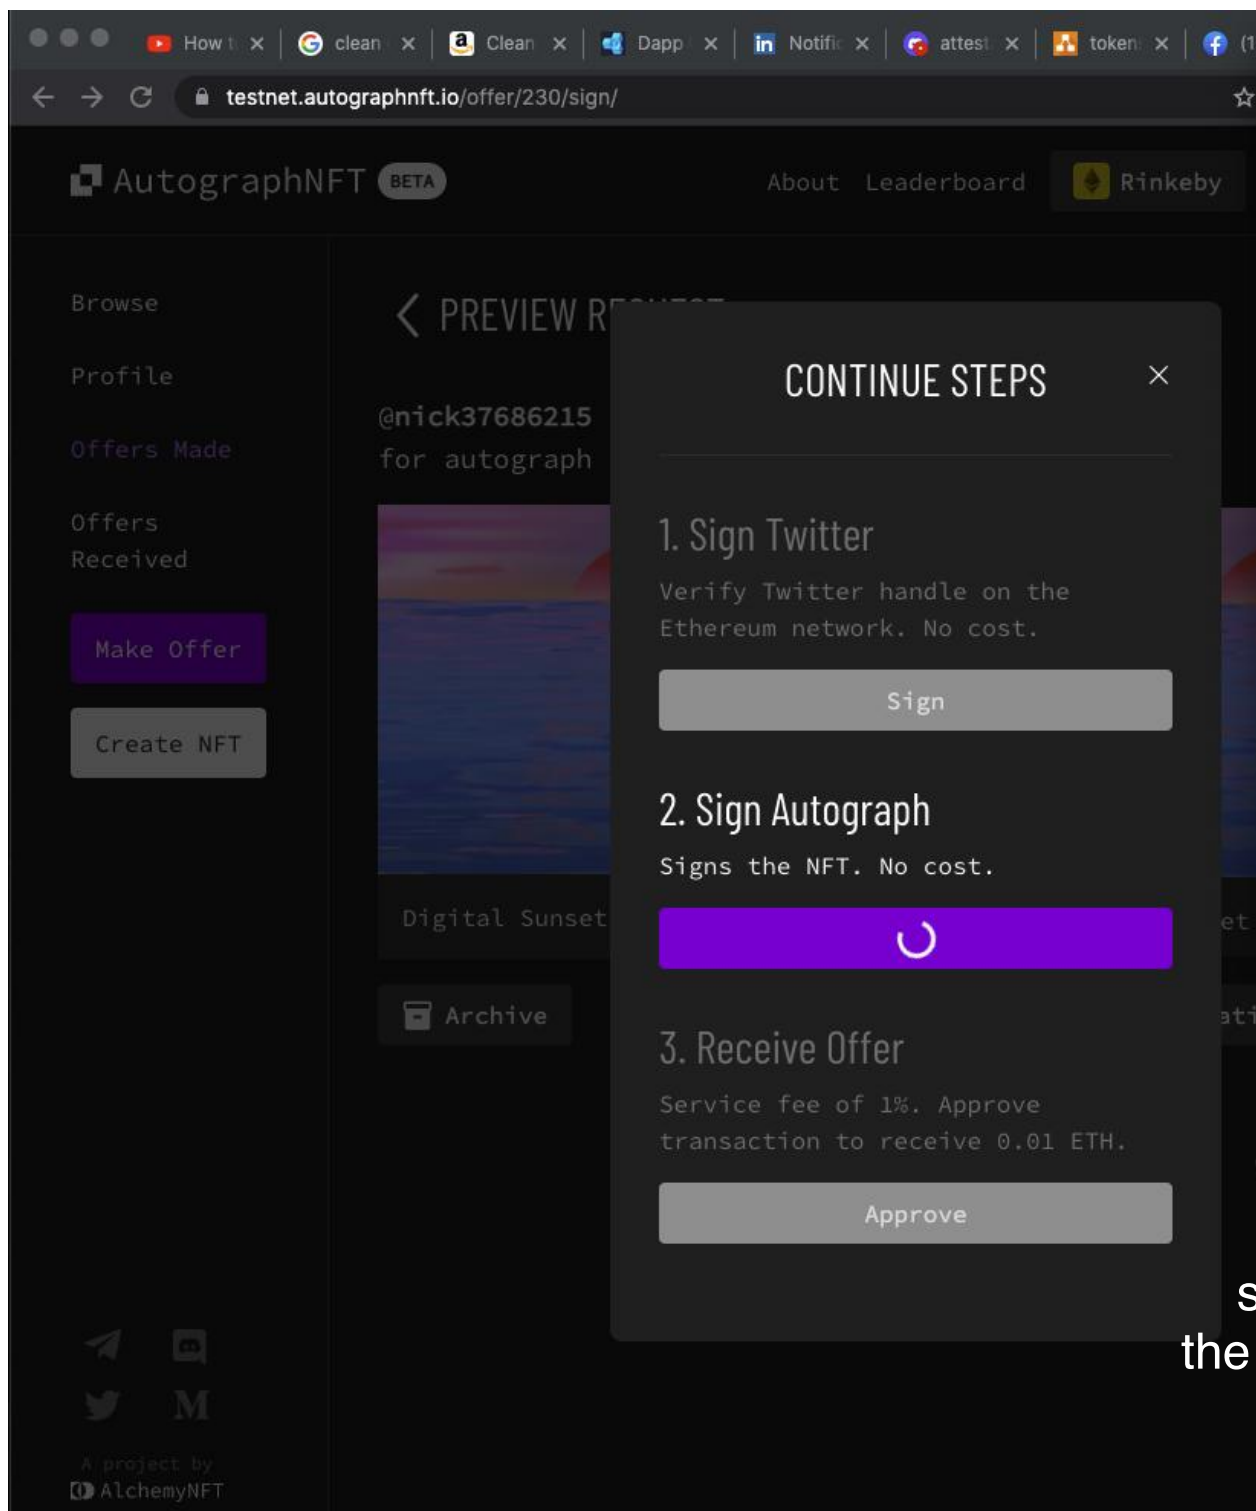 How t
clean
Clean
Dapp
Notific
attest
token
(1
testnet.autographnft.io/offer/230/sign/
AutographNFT BETA
About Leaderboard Rinkeby
Browse
Profile
Offers Made
Offers
Received
Make Offer
Create NFT
PREVIEW REQUEST
@nick37686215
for autograph
Digital Sunset
Archive
CONTINUE STEPS
1. Sign Twitter
Verify Twitter handle on the
Ethereum network. No cost.
Sign
2. Sign Autograph
Signs the NFT. No cost.
3. Receive Offer
Service fee of 1%. Approve
transaction to receive 0.01 ETH.
Approve
et
ati
s
the
A project by
AlchemyNFT